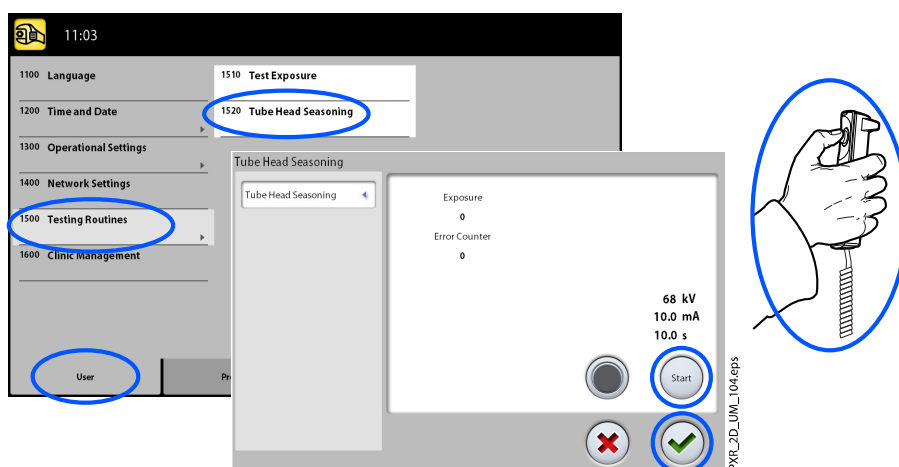 11:03
1100 Language
1200 Time and Date
1300 Operational Settings
1400 Network Settings
1500 Testing Routines
1600 Clinic Management
1510 Test Exposure
1520 Tube Head Seasoning
User
Pr
Tube Head Seasoning
Tube Head Seasoning
Exposure
0
Error Counter
0
68 kV
10.0 mA
10.0 s
Start
PXR_2D_UM_104.eps